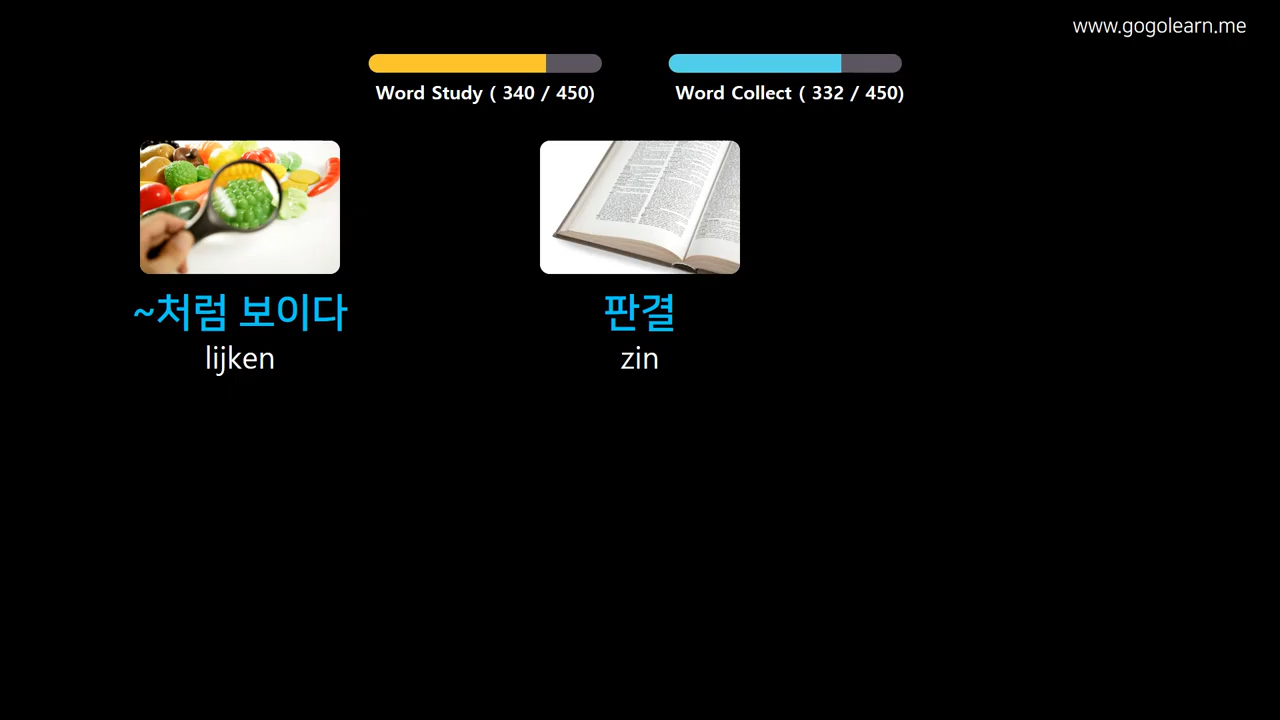 www.gogolearn.me
Word Study ( 340 / 450)
Word Collect ( 332 / 450)
~처럼 보이다
lijken
판결
zin